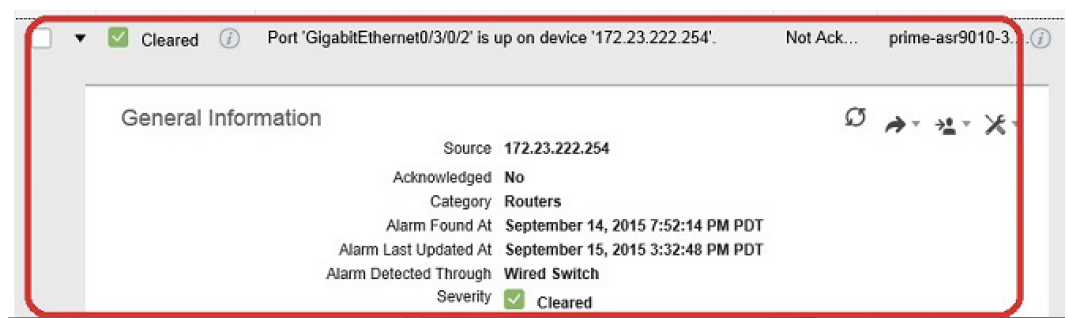 Cleared Port 'GigabitEthernet0/3/0/2' is up on device '172.23.222.254'. Not Ack... prime-asr9010-3...
General Information
Source 172.23.222.254
Acknowledged No
Category Routers
Alarm Found At September 14, 2015 7:52:14 PM PDT
Alarm Last Updated At September 15, 2015 3:32:48 PM PDT
Alarm Detected Through Wired Switch
Severity Cleared